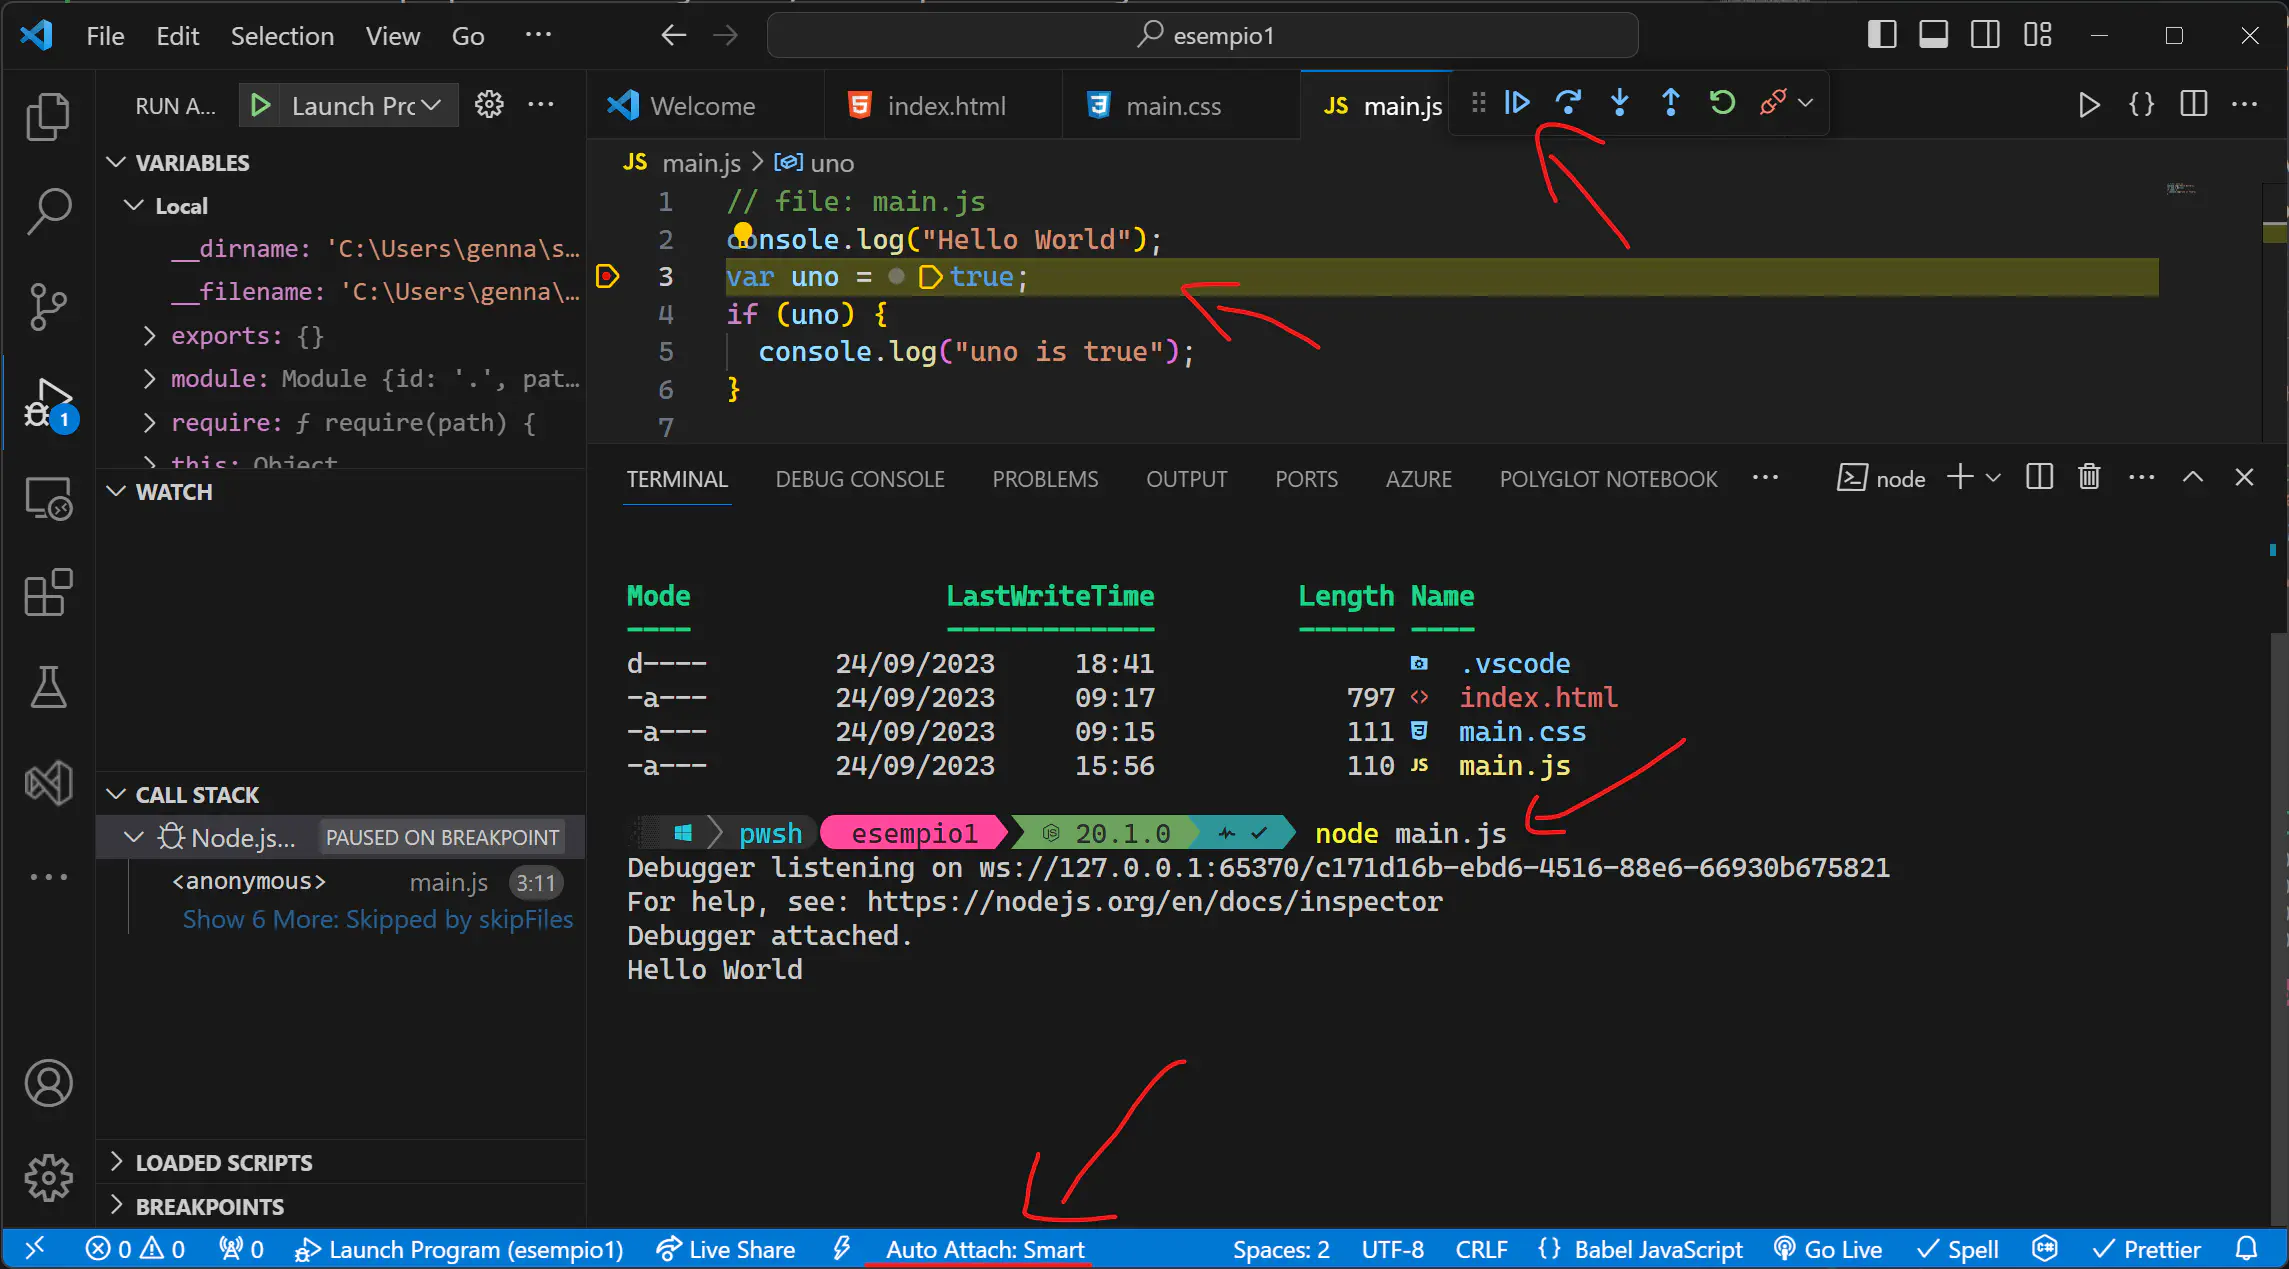 File Edit Selection View Go ··· esempio1
RUN A... Launch Prc
Welcome index.html main.css JS main.js
VARIABLES
Local
__dirname: 'C:\Users\genna\s...
__filename: 'C:\Users\genna\...
exports: {}
module: Module {id: '.', pat...
require: ƒ require(path) {
this: Object
1
WATCH
CALL STACK
Node.js... PAUSED ON BREAKPOINT
<anonymous> main.js 3:11
Show 6 More: Skipped by skipFiles
LOADED SCRIPTS
BREAKPOINTS
JS main.js > uno
1 // file: main.js
2 console.log("Hello World");
3 var uno = true;
4 if (uno) {
5 console.log("uno is true");
6 }
7
TERMINAL DEBUG CONSOLE PROBLEMS OUTPUT PORTS AZURE POLYGLOT NOTEBOOK ··· node
Mode LastWriteTime Length Name
---- ------------- ------ ----
d---- 24/09/2023 18:41 .vscode
-a--- 24/09/2023 09:17 797 <> index.html
-a--- 24/09/2023 09:15 111 main.css
-a--- 24/09/2023 15:56 110 JS main.js
pwsh esempio1 20.1.0 node main.js
Debugger listening on ws://127.0.0.1:65370/c171d16b-ebd6-4516-88e6-66930b675821
For help, see: https://nodejs.org/en/docs/inspector
Debugger attached.
Hello World
0 0 0 Launch Program (esempio1) Live Share Auto Attach: Smart Spaces: 2 UTF-8 CRLF {} Babel JavaScript Go Live Spell C# Prettier